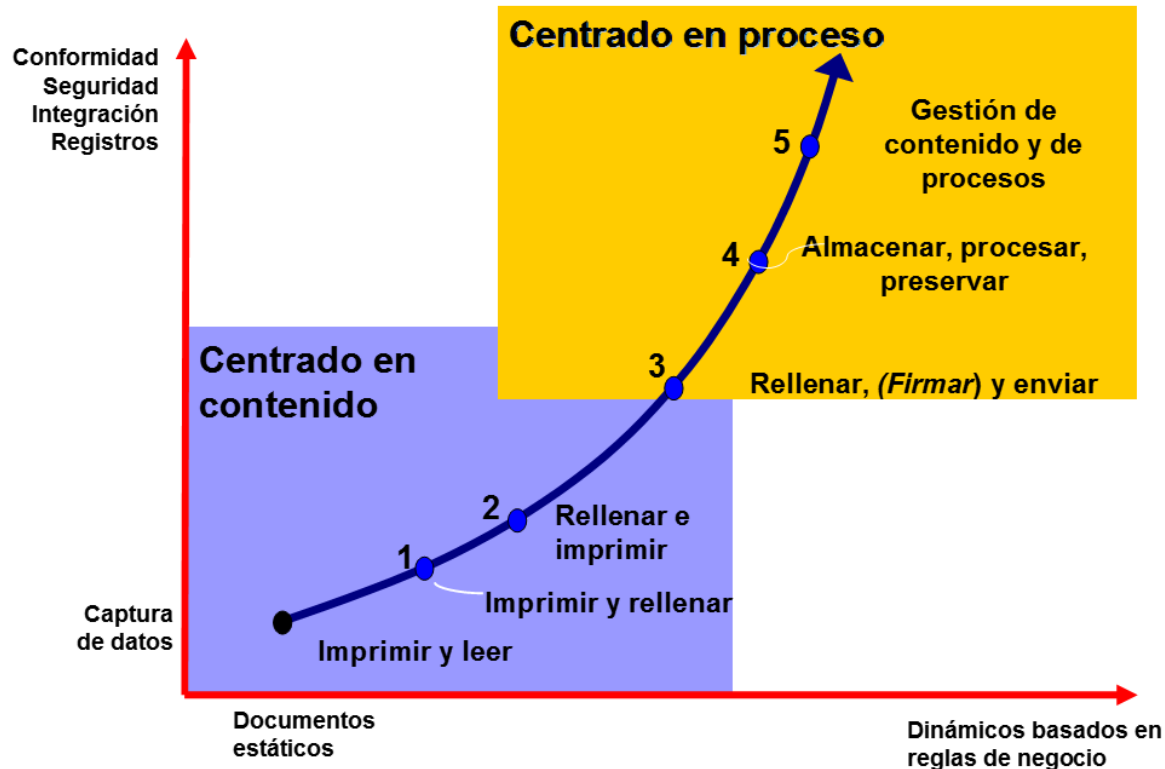 Centrado en proceso
Conformidad
Seguridad
Integración
Registros
Gestión de
contenido y de
procesos
5
4
Almacenar, procesar,
preservar
3
Rellenar, (Firmar) y enviar
Centrado en
contenido
2
Rellenar e
imprimir
1
Imprimir y rellenar
Captura
de datos
Imprimir y leer
Documentos
estáticos
Dinámicos basados en
reglas de negocio